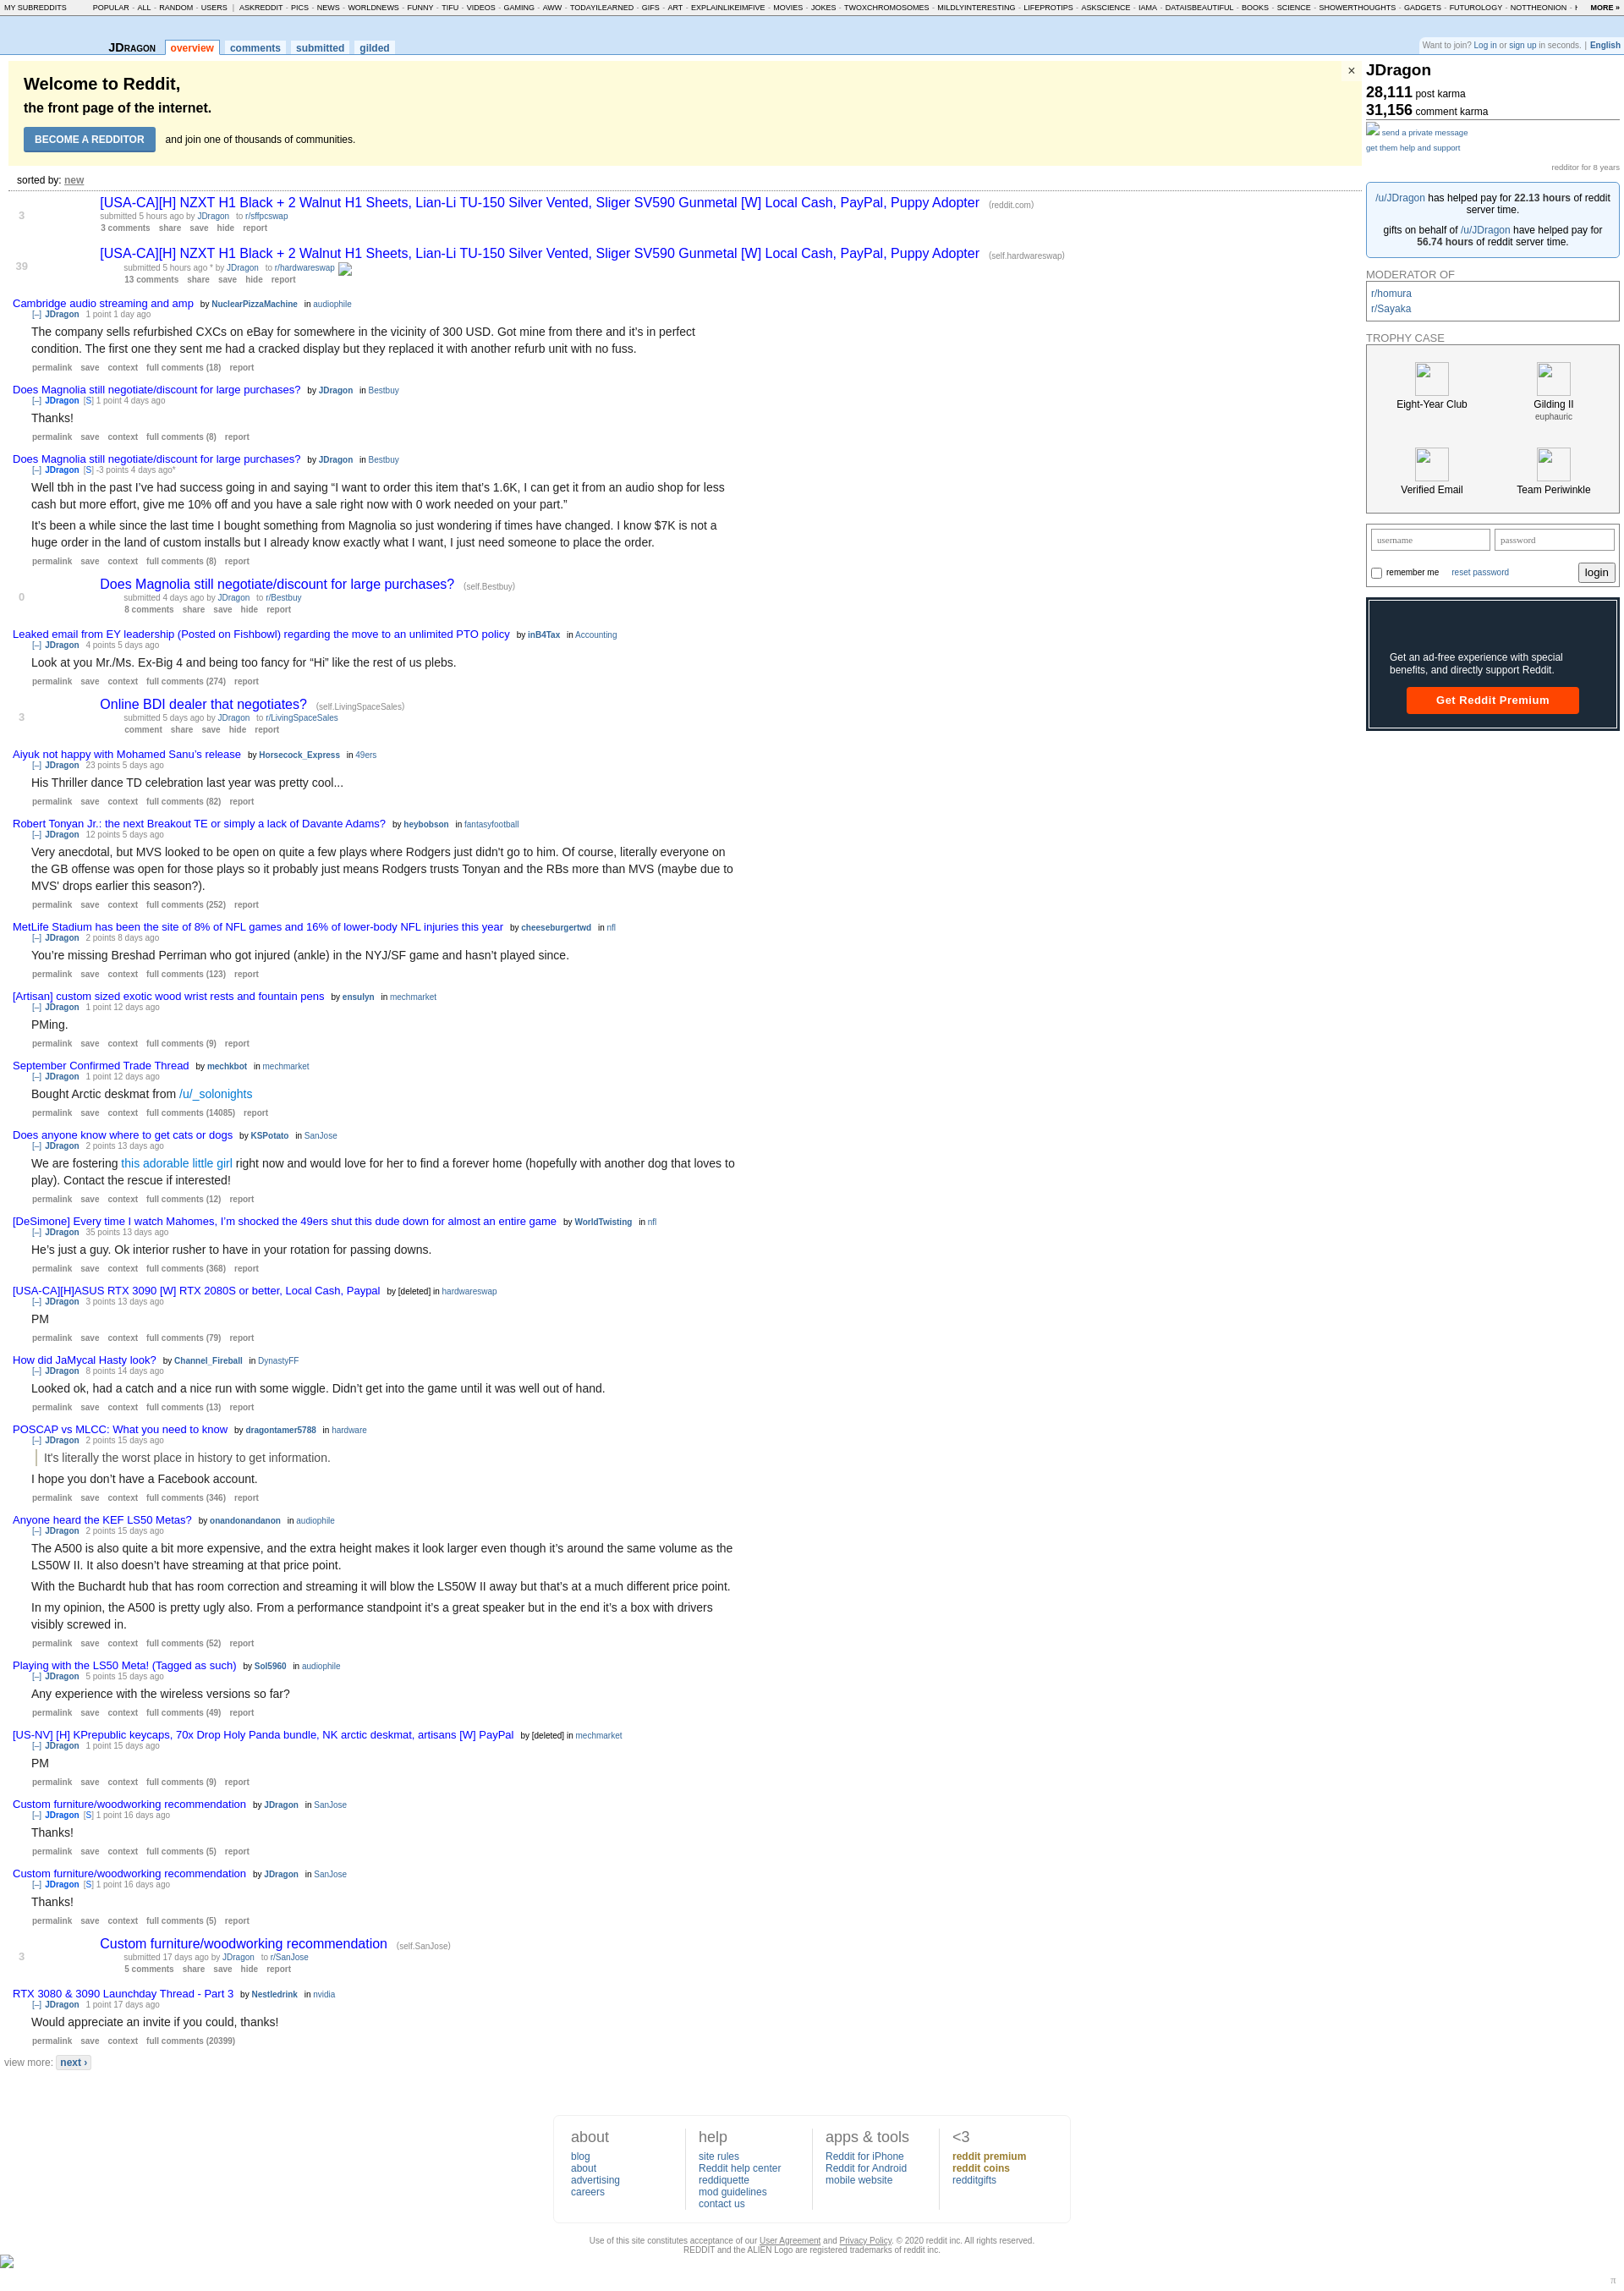 MY SUBREDDITS POPULAR - ALL - RANDOM - USERS | ASKREDDIT - PICS - NEWS - WORLDNEWS - FUNNY - TIFU - VIDEOS - GAMING - AWW - TODAYILEARNED - GIFS - ART - EXPLAINLIKEIMFIVE - MOVIES - JOKES - TWOXCHROMOSOMES - MILDLYINTERESTING - LIFEPROTIPS - ASKSCIENCE - IAMA - DATAISBEAUTIFUL - BOOKS - SCIENCE - SHOWERTHOUGHTS - GADGETS - FUTUROLOGY - NOTTHEONION - MORE »
JDRAGON overview comments submitted gilded
Want to join? Log in or sign up in seconds. | English
Welcome to Reddit,
×
the front page of the internet.
BECOME A REDDITOR and join one of thousands of communities.
sorted by: new
[USA-CA][H] NZXT H1 Black + 2 Walnut H1 Sheets, Lian-Li TU-150 Silver Vented, Sliger SV590 Gunmetal [W] Local Cash, PayPal, Puppy Adopter (reddit.com)
3
submitted 5 hours ago by JDragon to r/sffpcswap
3 comments share save hide report
[USA-CA][H] NZXT H1 Black + 2 Walnut H1 Sheets, Lian-Li TU-150 Silver Vented, Sliger SV590 Gunmetal [W] Local Cash, PayPal, Puppy Adopter (self.hardwareswap)
39
submitted 5 hours ago * by JDragon to r/hardwareswap
13 comments share save hide report
Cambridge audio streaming and amp by NuclearPizzaMachine in audiophile
[–] JDragon 1 point 1 day ago
The company sells refurbished CXCs on eBay for somewhere in the vicinity of 300 USD. Got mine from there and it’s in perfect
condition. The first one they sent me had a cracked display but they replaced it with another refurb unit with no fuss.
permalink save context full comments (18) report
Does Magnolia still negotiate/discount for large purchases? by JDragon in Bestbuy
[–] JDragon [S] 1 point 4 days ago
Thanks!
permalink save context full comments (8) report
Does Magnolia still negotiate/discount for large purchases? by JDragon in Bestbuy
[–] JDragon [S] -3 points 4 days ago*
Well tbh in the past I’ve had success going in and saying “I want to order this item that’s 1.6K, I can get it from an audio shop for less
cash but more effort, give me 10% off and you have a sale right now with 0 work needed on your part.”
It’s been a while since the last time I bought something from Magnolia so just wondering if times have changed. I know $7K is not a
huge order in the land of custom installs but I already know exactly what I want, I just need someone to place the order.
permalink save context full comments (8) report
Does Magnolia still negotiate/discount for large purchases? (self.Bestbuy)
0
submitted 4 days ago by JDragon to r/Bestbuy
8 comments share save hide report
Leaked email from EY leadership (Posted on Fishbowl) regarding the move to an unlimited PTO policy by inB4Tax in Accounting
[–] JDragon 4 points 5 days ago
Look at you Mr./Ms. Ex-Big 4 and being too fancy for “Hi” like the rest of us plebs.
permalink save context full comments (274) report
Online BDI dealer that negotiates? (self.LivingSpaceSales)
3
submitted 5 days ago by JDragon to r/LivingSpaceSales
comment share save hide report
Aiyuk not happy with Mohamed Sanu’s release by Horsecock_Express in 49ers
[–] JDragon 23 points 5 days ago
His Thriller dance TD celebration last year was pretty cool...
permalink save context full comments (82) report
Robert Tonyan Jr.: the next Breakout TE or simply a lack of Davante Adams? by heybobson in fantasyfootball
[–] JDragon 12 points 5 days ago
Very anecdotal, but MVS looked to be open on quite a few plays where Rodgers just didn't go to him. Of course, literally everyone on
the GB offense was open for those plays so it probably just means Rodgers trusts Tonyan and the RBs more than MVS (maybe due to
MVS' drops earlier this season?).
permalink save context full comments (252) report
MetLife Stadium has been the site of 8% of NFL games and 16% of lower-body NFL injuries this year by cheeseburgertwd in nfl
[–] JDragon 2 points 8 days ago
You’re missing Breshad Perriman who got injured (ankle) in the NYJ/SF game and hasn’t played since.
permalink save context full comments (123) report
[Artisan] custom sized exotic wood wrist rests and fountain pens by ensulyn in mechmarket
[–] JDragon 1 point 12 days ago
PMing.
permalink save context full comments (9) report
September Confirmed Trade Thread by mechkbot in mechmarket
[–] JDragon 1 point 12 days ago
Bought Arctic deskmat from /u/_solonights
permalink save context full comments (14085) report
Does anyone know where to get cats or dogs by KSPotato in SanJose
[–] JDragon 2 points 13 days ago
We are fostering this adorable little girl right now and would love for her to find a forever home (hopefully with another dog that loves to
play). Contact the rescue if interested!
permalink save context full comments (12) report
[DeSimone] Every time I watch Mahomes, I’m shocked the 49ers shut this dude down for almost an entire game by WorldTwisting in nfl
[–] JDragon 35 points 13 days ago
He’s just a guy. Ok interior rusher to have in your rotation for passing downs.
permalink save context full comments (368) report
[USA-CA][H]ASUS RTX 3090 [W] RTX 2080S or better, Local Cash, Paypal by [deleted] in hardwareswap
[–] JDragon 3 points 13 days ago
PM
permalink save context full comments (79) report
How did JaMycal Hasty look? by Channel_Fireball in DynastyFF
[–] JDragon 8 points 14 days ago
Looked ok, had a catch and a nice run with some wiggle. Didn’t get into the game until it was well out of hand.
permalink save context full comments (13) report
POSCAP vs MLCC: What you need to know by dragontamer5788 in hardware
[–] JDragon 2 points 15 days ago
It's literally the worst place in history to get information.
I hope you don’t have a Facebook account.
permalink save context full comments (346) report
Anyone heard the KEF LS50 Metas? by onandonandanon in audiophile
[–] JDragon 2 points 15 days ago
The A500 is also quite a bit more expensive, and the extra height makes it look larger even though it’s around the same volume as the
LS50W II. It also doesn’t have streaming at that price point.
With the Buchardt hub that has room correction and streaming it will blow the LS50W II away but that’s at a much different price point.
In my opinion, the A500 is pretty ugly also. From a performance standpoint it’s a great speaker but in the end it’s a box with drivers
visibly screwed in.
permalink save context full comments (52) report
Playing with the LS50 Meta! (Tagged as such) by Sol5960 in audiophile
[–] JDragon 5 points 15 days ago
Any experience with the wireless versions so far?
permalink save context full comments (49) report
[US-NV] [H] KPrepublic keycaps, 70x Drop Holy Panda bundle, NK arctic deskmat, artisans [W] PayPal by [deleted] in mechmarket
[–] JDragon 1 point 15 days ago
PM
permalink save context full comments (9) report
Custom furniture/woodworking recommendation by JDragon in SanJose
[–] JDragon [S] 1 point 16 days ago
Thanks!
permalink save context full comments (5) report
Custom furniture/woodworking recommendation by JDragon in SanJose
[–] JDragon [S] 1 point 16 days ago
Thanks!
permalink save context full comments (5) report
Custom furniture/woodworking recommendation (self.SanJose)
3
submitted 17 days ago by JDragon to r/SanJose
5 comments share save hide report
RTX 3080 & 3090 Launchday Thread - Part 3 by Nestledrink in nvidia
[–] JDragon 1 point 17 days ago
Would appreciate an invite if you could, thanks!
permalink save context full comments (20399)
view more: next ›
JDragon
28,111 post karma
31,156 comment karma
send a private message
get them help and support
redditor for 8 years
/u/JDragon has helped pay for 22.13 hours of reddit
server time.
gifts on behalf of /u/JDragon have helped pay for
56.74 hours of reddit server time.
MODERATOR OF
r/homura
r/Sayaka
TROPHY CASE
Eight-Year Club Gilding II
euphauric
Verified Email Team Periwinkle
username password
remember me reset password login
Get an ad-free experience with special
benefits, and directly support Reddit.
Get Reddit Premium
about
blog
about
advertising
careers
help
site rules
Reddit help center
reddiquette
mod guidelines
contact us
apps & tools
Reddit for iPhone
Reddit for Android
mobile website
<3
reddit premium
reddit coins
redditgifts
Use of this site constitutes acceptance of our User Agreement and Privacy Policy. © 2020 reddit inc. All rights reserved.
REDDIT and the ALIEN Logo are registered trademarks of reddit inc.